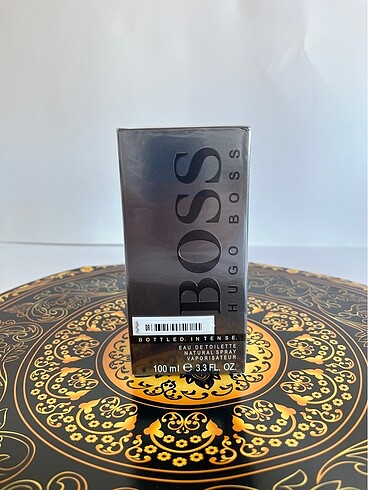 BOSS
HUGO BOSS
BOTTLED. INTENSE.
EAU DE TOILETTE
NATURAL SPRAY
VAPORISATEUR
100 ml e 3.3 FL. OZ.